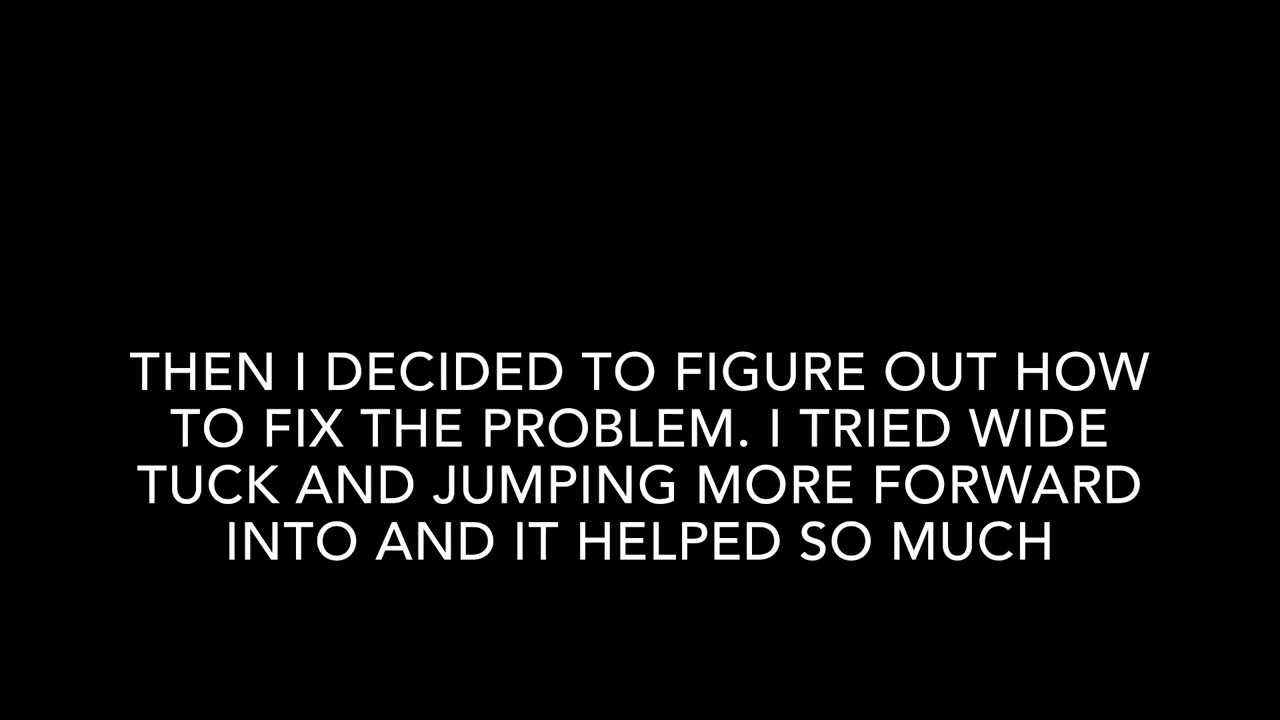 THEN I DECIDED TO FIGURE OUT HOW
TO FIX THE PROBLEM. I TRIED WIDE
TUCK AND JUMPING MORE FORWARD
INTO AND IT HELPED SO MUCH